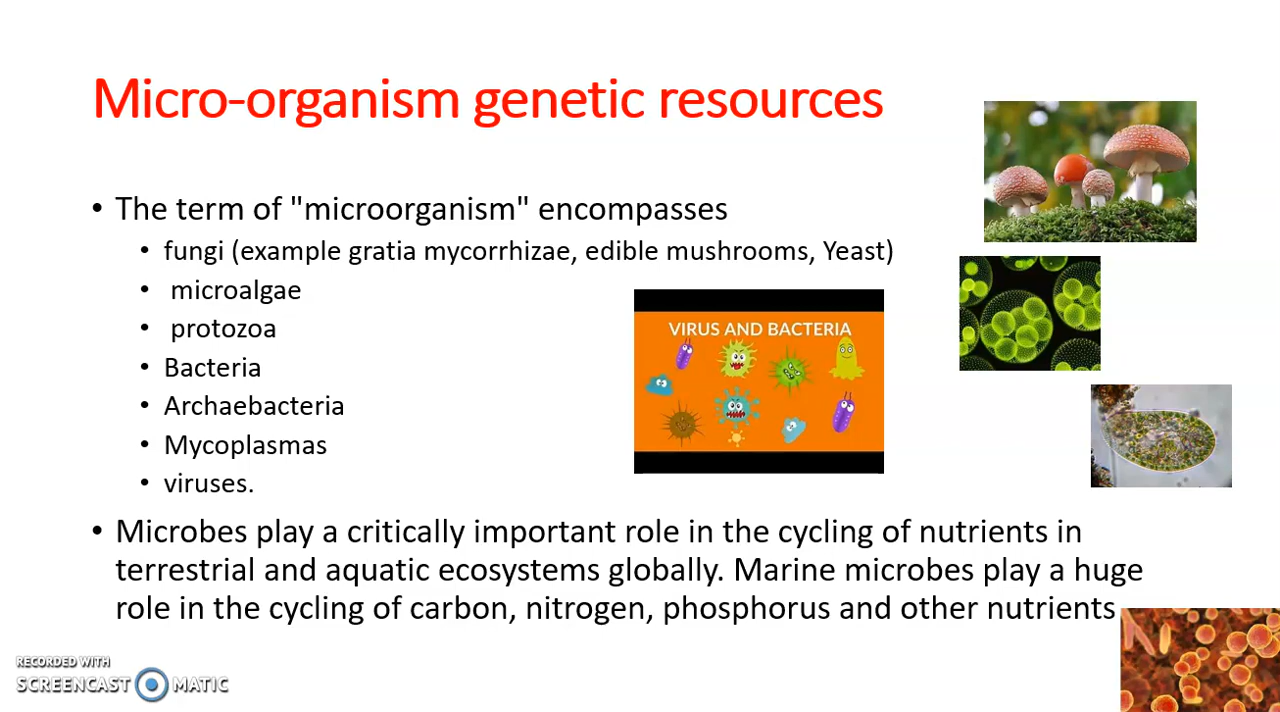 Micro-organism genetic resources
• The term of "microorganism" encompasses
• fungi (example gratia mycorrhizae, edible mushrooms, Yeast)
• microalgae
• protozoa
• Bacteria
• Archaebacteria
• Mycoplasmas
• viruses.
VIRUS AND BACTERIA
• Microbes play a critically important role in the cycling of nutrients in
terrestrial and aquatic ecosystems globally. Marine microbes play a huge
role in the cycling of carbon, nitrogen, phosphorus and other nutrients
RECORDED WITH
SCREENCAST MATIC